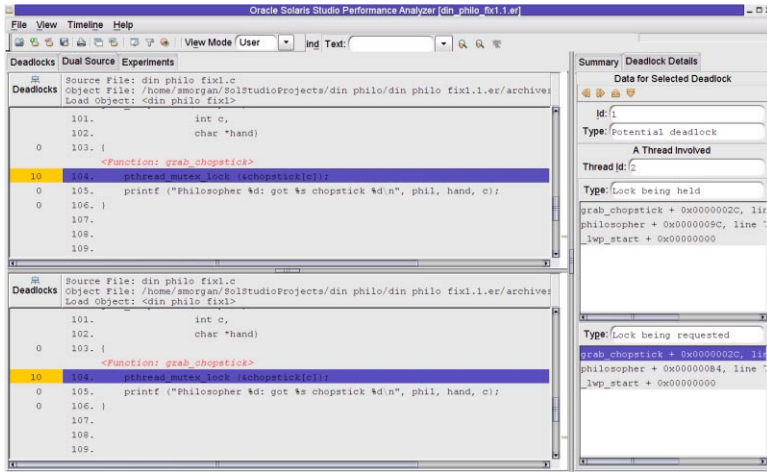 Oracle Solaris Studio Performance Analyzer [din_philo_fix1.1.er]
File View Timeline Help
View Mode User ind Text:
Deadlocks Dual Source Experiments
Deadlocks
Source File: din philo fix1.c
Object File: /home/smorgan/SolStudioProjects/din philo/din philo fix1.1.er/archives
Load Object: <din philo fix1>
101. int c,
102. char *hand)
0 103. {
<Function: grab_chopstick>
10 104. pthread_mutex_lock (&chopstick[c]);
0 105. printf ("Philosopher %d: got %s chopstick %d\n", phil, hand, c);
0 106. }
107.
108.
109.
Deadlocks
Source File: din philo fix1.c
Object File: /home/smorgan/SolStudioProjects/din philo/din philo fix1.1.er/archives
Load Object: <din philo fix1>
101. int c,
102. char *hand)
0 103. {
<Function: grab_chopstick>
10 104. pthread_mutex_lock (&chopstick[c]);
0 105. printf ("Philosopher %d: got %s chopstick %d\n", phil, hand, c);
0 106. }
107.
108.
109.
Summary Deadlock Details
Data for Selected Deadlock
Id: 1
Type: Potential deadlock
A Thread Involved
Thread Id: 2
Type: Lock being held
grab_chopstick + 0x0000002C, lin
philosopher + 0x0000009C, line 7
_lwp_start + 0x00000000
Type: Lock being requested
grab_chopstick + 0x0000002C, lin
philosopher + 0x000000B4, line 7
_lwp_start + 0x00000000